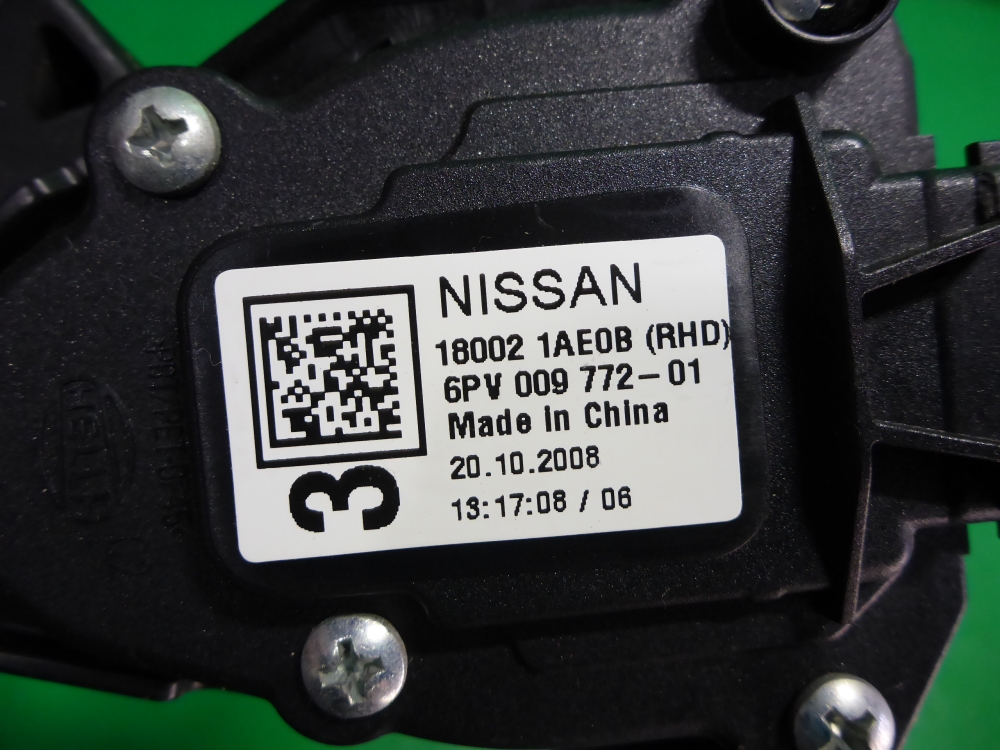 NISSAN
18002 1AE0B (RHD)
6PV 009 772-01
Made in China
20.10.2008
13:17:08 / 06
3
HELLA